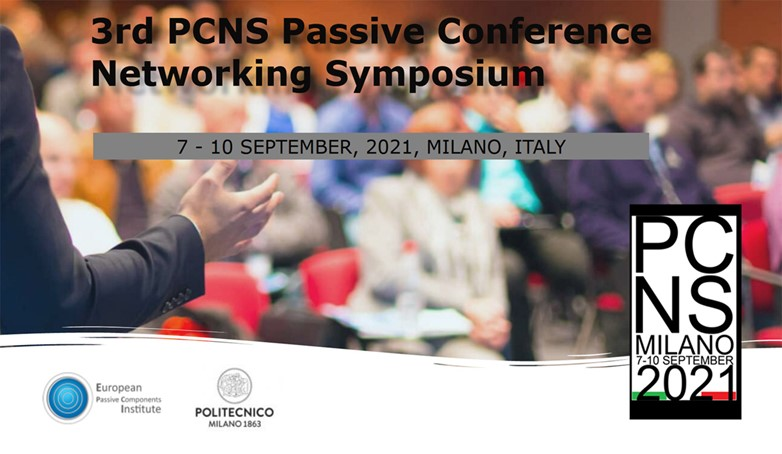 3rd PCNS Passive Conference
Networking Symposium
7 - 10 SEPTEMBER, 2021, MILANO, ITALY
PC
NS
MILANO
7-10 SEPTEMBER
2021
European
Passive Components
Institute
POLITECNICO
MILANO 1863